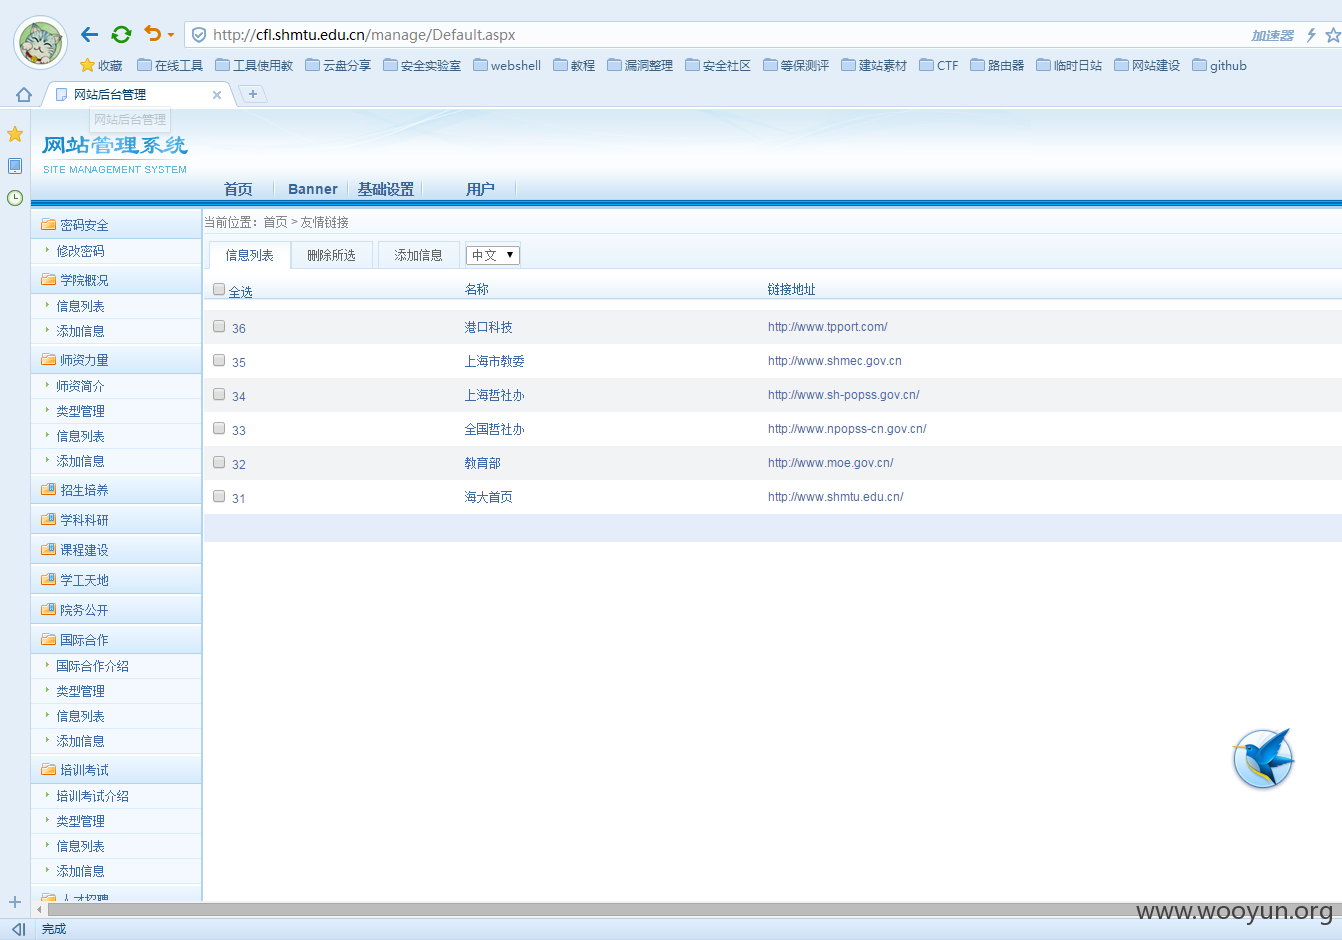 http://cfl.shmtu.edu.cn/manage/Default.aspx 加速器
收藏 在线工具 工具使用教 云盘分享 安全实验室 webshell 教程 漏洞整理 安全社区 等保测评 建站素材 CTF 路由器 临时日站 网站建设 github
网站后台管理
网站后台管理
网站管理系统
SITE MANAGEMENT SYSTEM
首页 Banner 基础设置 用户
当前位置：首页 > 友情链接
信息列表 删除所选 添加信息 中文
全选 名称 链接地址
36 港口科技 http://www.tpport.com/
35 上海市教委 http://www.shmec.gov.cn
34 上海哲社办 http://www.sh-popss.gov.cn/
33 全国哲社办 http://www.npopss-cn.gov.cn/
32 教育部 http://www.moe.gov.cn/
31 海大首页 http://www.shmtu.edu.cn/
密码安全
修改密码
学院概况
信息列表
添加信息
师资力量
师资简介
类型管理
信息列表
添加信息
招生培养
学科科研
课程建设
学工天地
院务公开
国际合作
国际合作介绍
类型管理
信息列表
添加信息
培训考试
培训考试介绍
类型管理
信息列表
添加信息
人才招聘
www.wooyun.org
完成